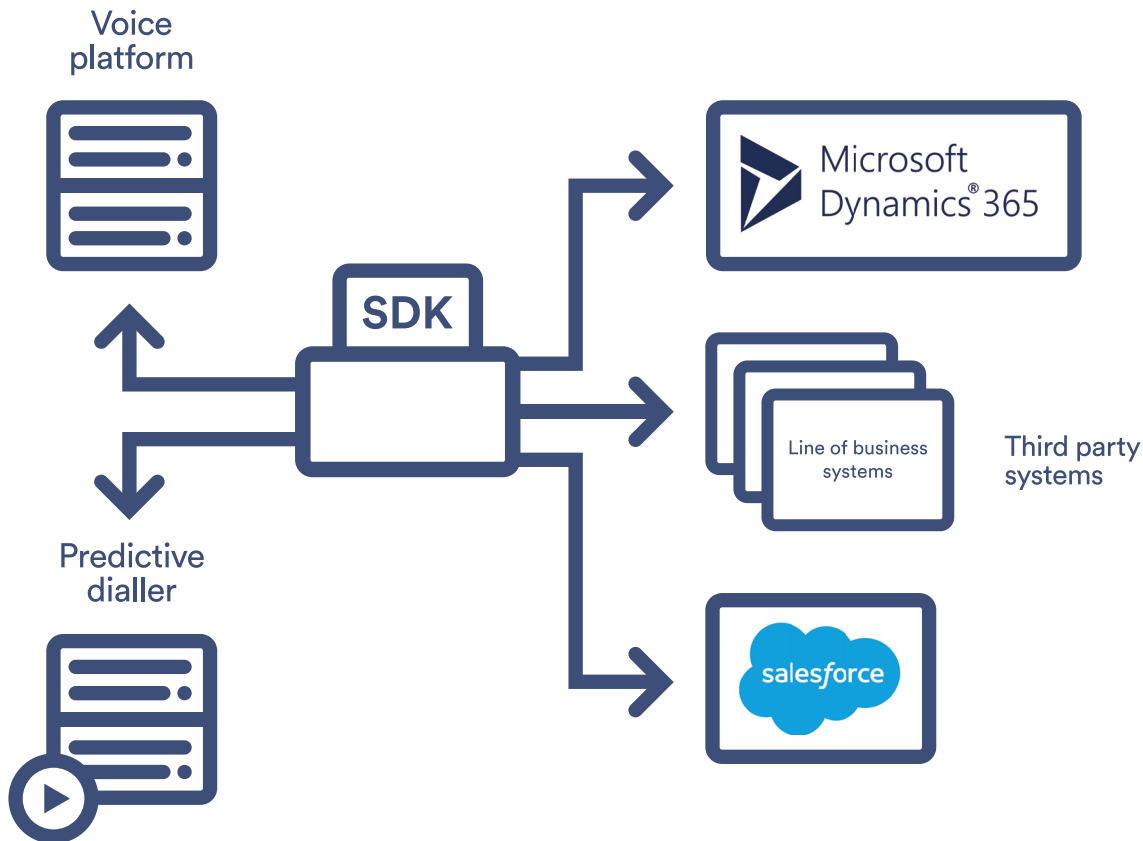 Voice
platform
Microsoft
Dynamics® 365
SDK
Line of business
systems
Third party
systems
Predictive
dialler
salesforce